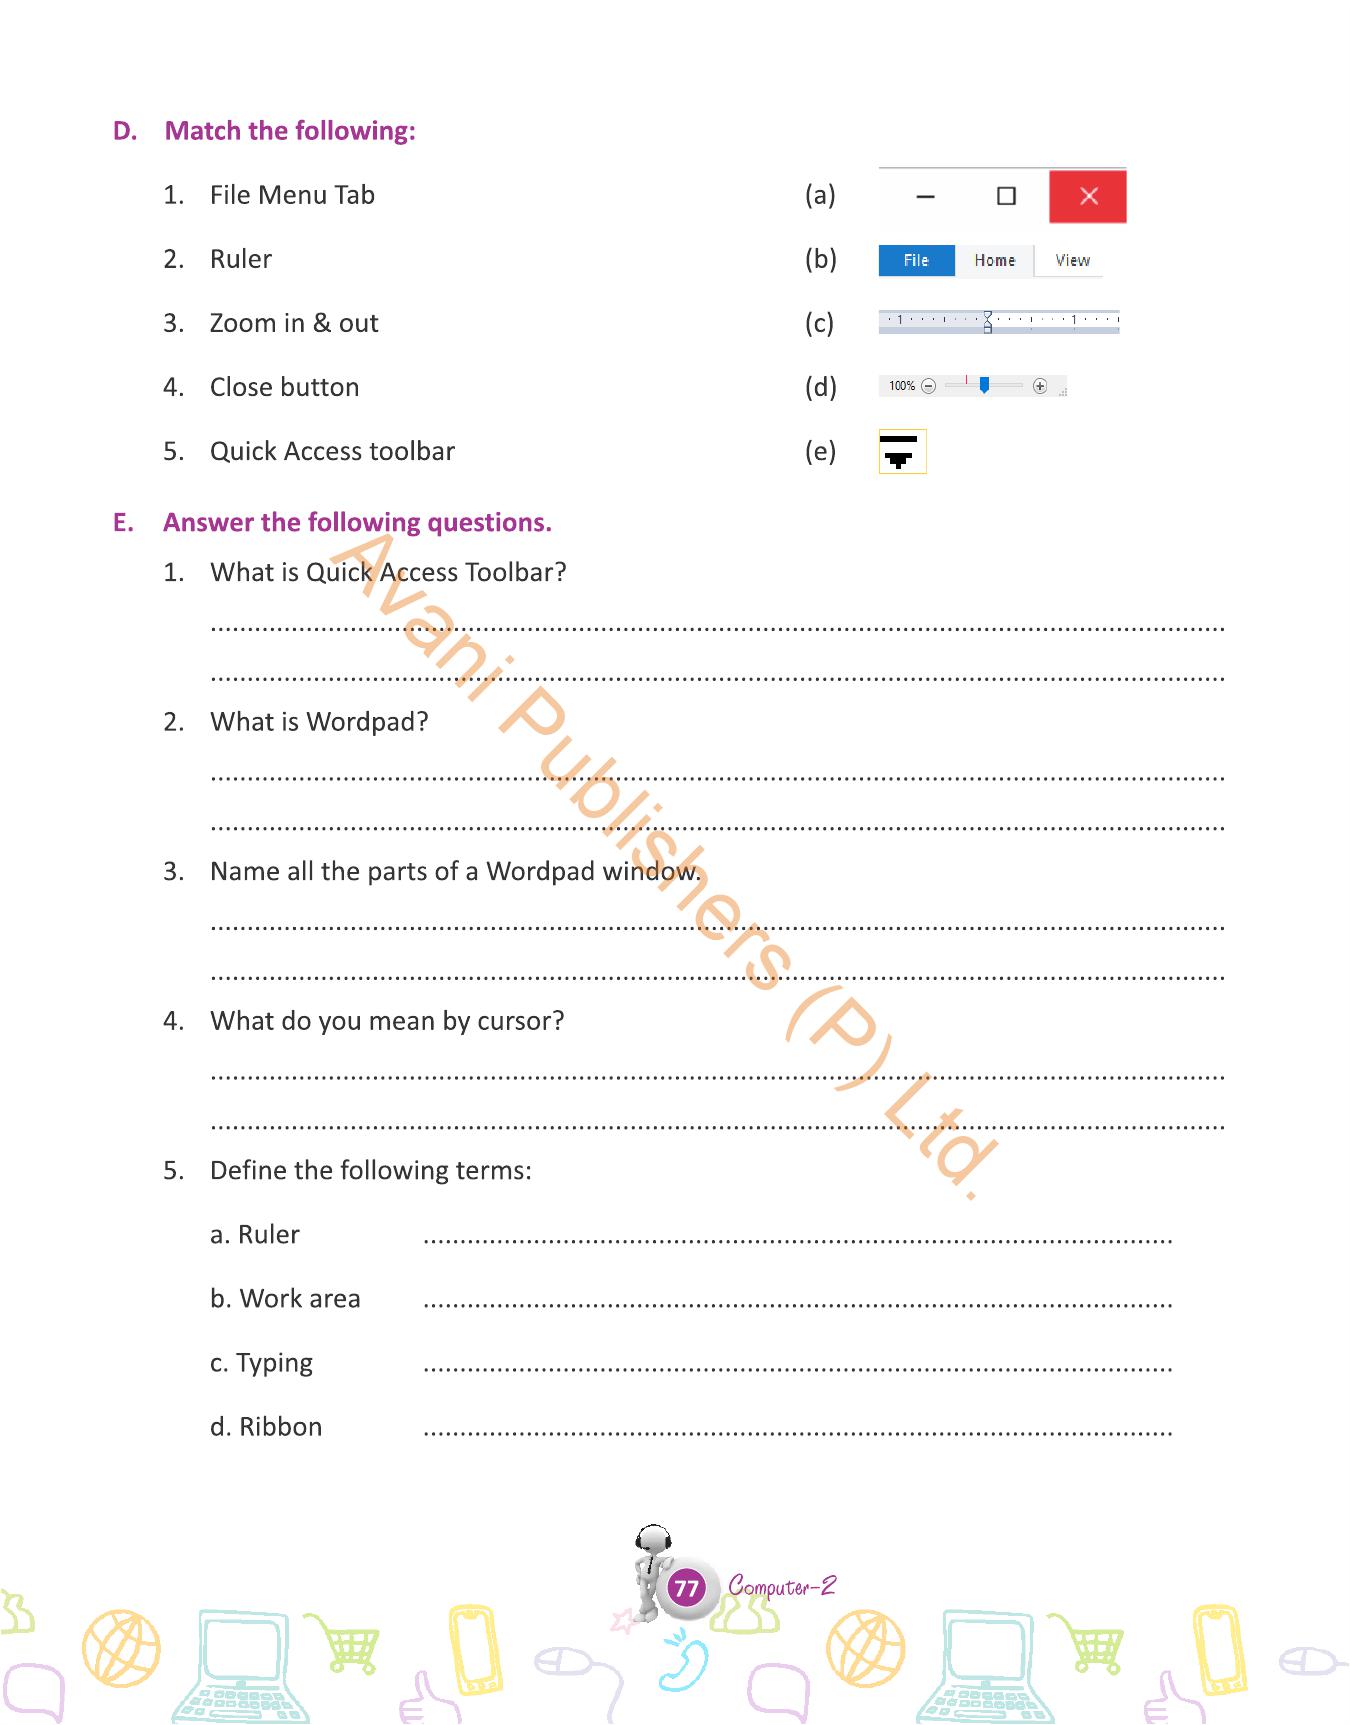 D. Match the following:
1. File Menu Tab (a)
2. Ruler (b) File Home View
3. Zoom in & out (c) 1 1
4. Close button (d) 100%
5. Quick Access toolbar (e)
E. Answer the following questions.
1. What is Quick Access Toolbar?
................................................................
................................................................
2. What is Wordpad?
................................................................
................................................................
3. Name all the parts of a Wordpad window.
................................................................
................................................................
4. What do you mean by cursor?
................................................................
................................................................
5. Define the following terms:
a. Ruler ................................................................
b. Work area ................................................................
c. Typing ................................................................
d. Ribbon ................................................................
Avani Publishers (P) Ltd.
77 Computer-2